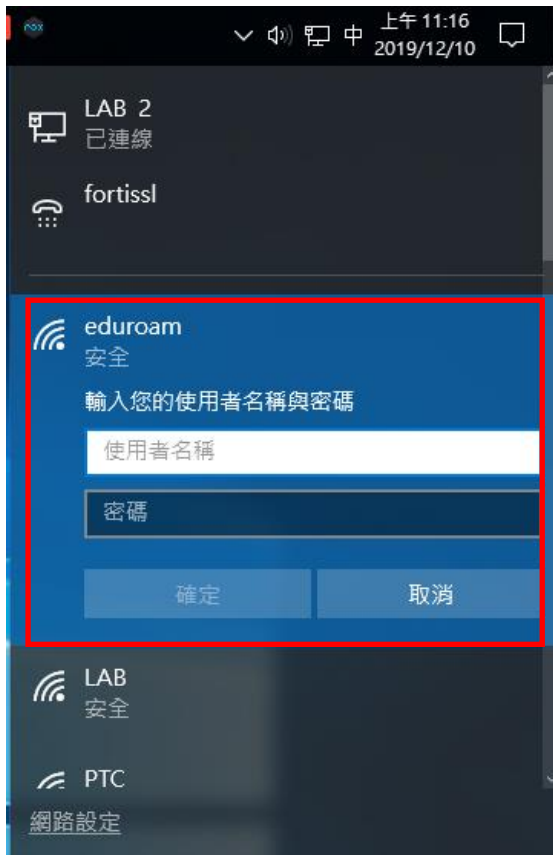 nox
中
上午 11:16
2019/12/10
LAB 2
已連線
fortissl
eduroam
安全
輸入您的使用者名稱與密碼
使用者名稱
密碼
確定
取消
LAB
安全
PTC
網路設定